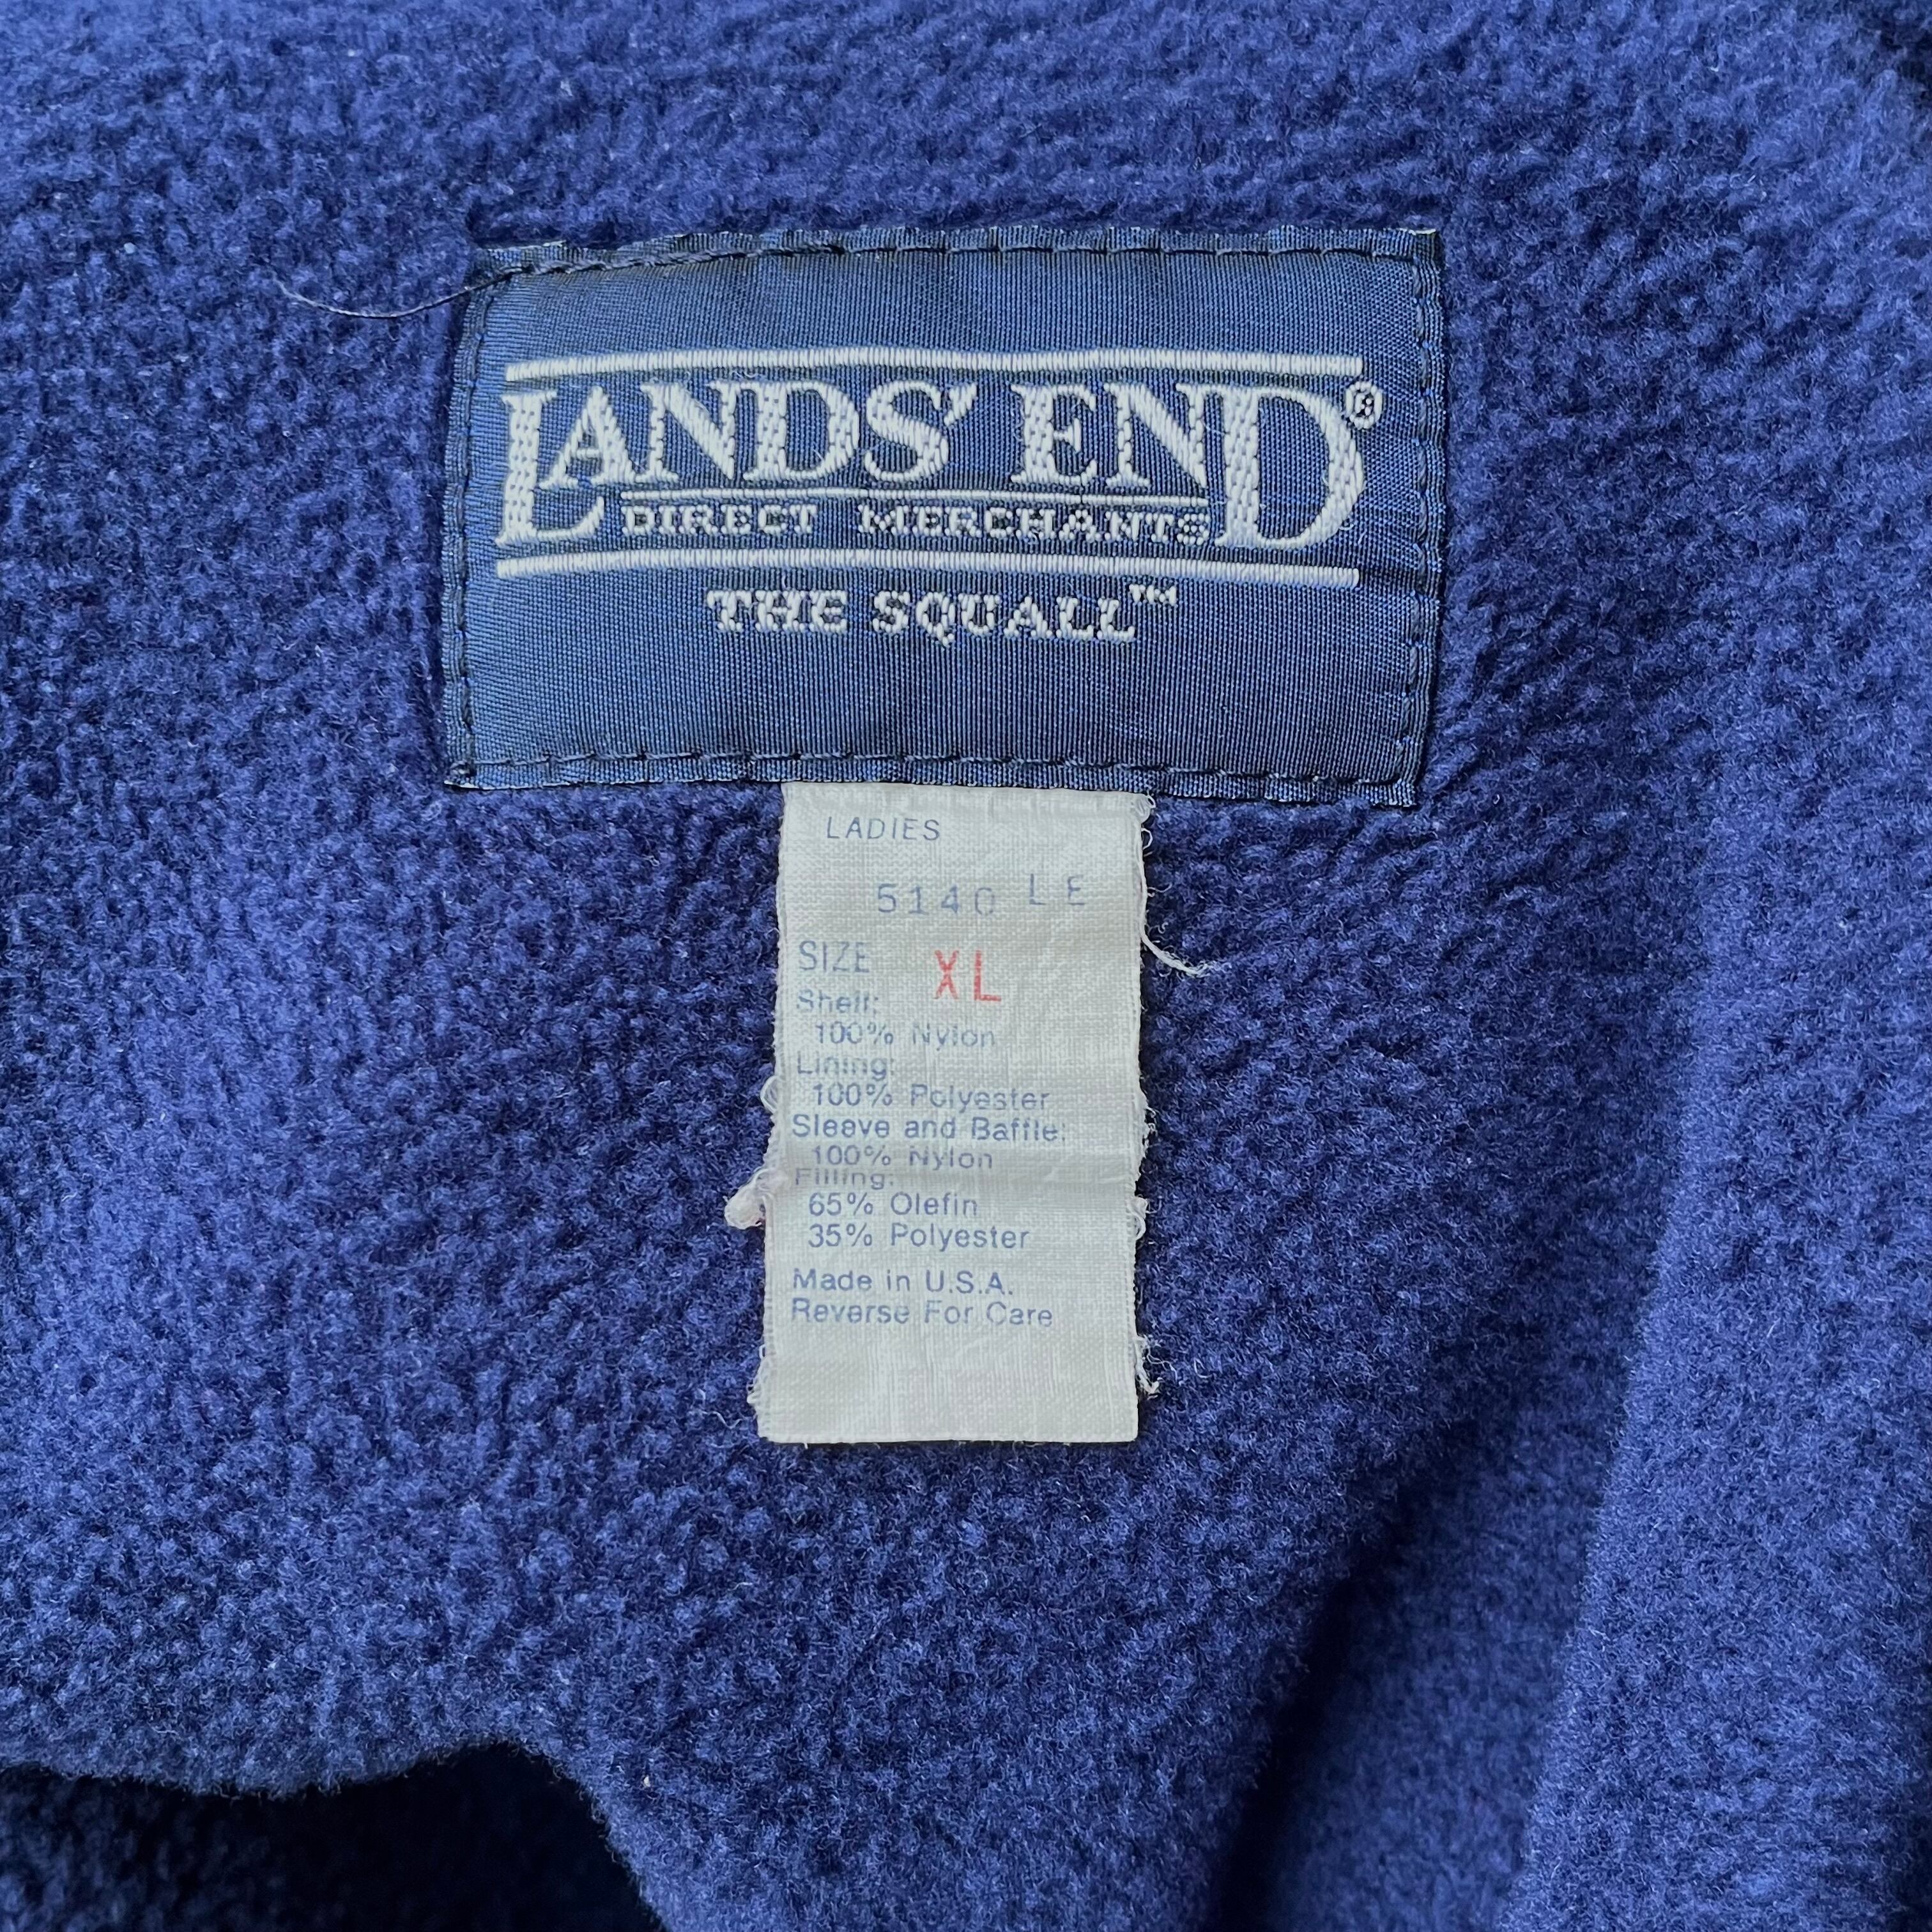 LANDS' END®
DIRECT MERCHANTS
THE SQUALL™
LADIES
5140 LE
SIZE XL
Shell:
100% Nylon
Lining:
100% Polyester
Sleeve and Baffle:
100% Nylon
Filling:
65% Olefin
35% Polyester
Made in U.S.A.
Reverse For Care